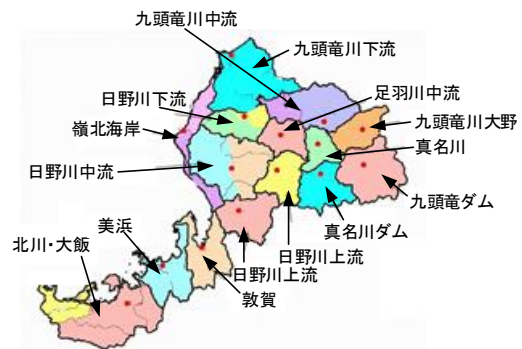 九頭竜川中流
九頭竜川下流
日野川下流
足羽川中流
嶺北海岸
九頭竜川大野
真名川
日野川中流
九頭竜ダム
真名川ダム
美浜
日野川上流
北川・大飯
日野川上流
敦賀